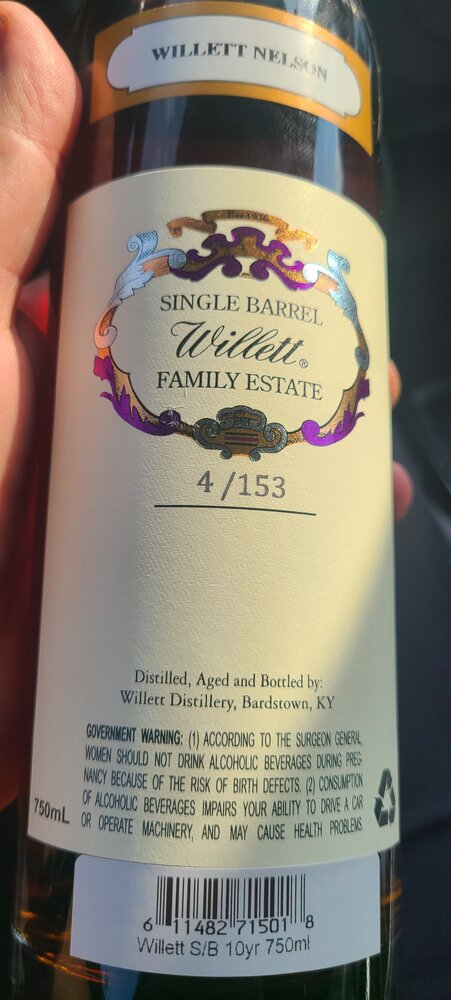 WILLETT NELSON
Est. 1936
SINGLE BARREL
Willett®
FAMILY ESTATE
4/153
Distilled, Aged and Bottled by:
Willett Distillery, Bardstown, KY
GOVERNMENT WARNING: (1) ACCORDING TO THE SURGEON GENERAL,
WOMEN SHOULD NOT DRINK ALCOHOLIC BEVERAGES DURING PREG-
NANCY BECAUSE OF THE RISK OF BIRTH DEFECTS. (2) CONSUMPTION
OF ALCOHOLIC BEVERAGES IMPAIRS YOUR ABILITY TO DRIVE A CAR
OR OPERATE MACHINERY, AND MAY CAUSE HEALTH PROBLEMS.
750mL
6 11482 71501 8
Willett S/B 10yr 750ml